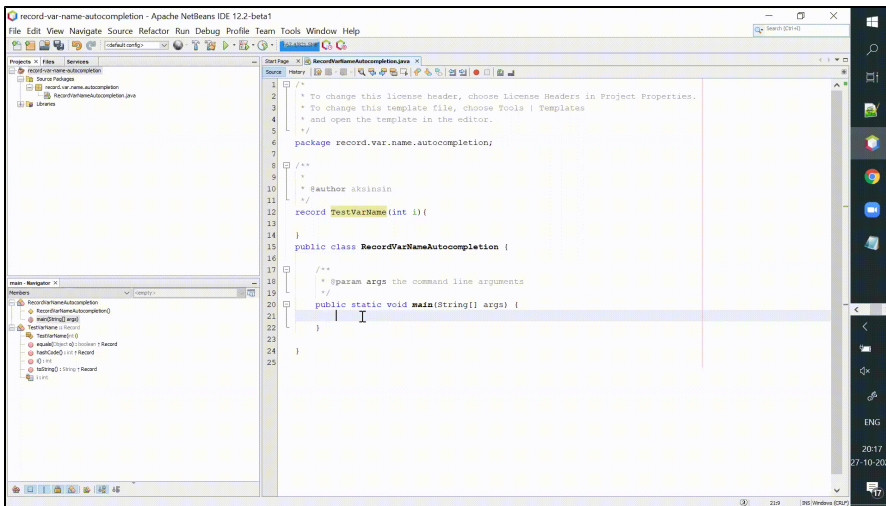 record-var-name-autocompletion - Apache NetBeans IDE 12.2-beta1
File Edit View Navigate Source Refactor Run Debug Profile Team Tools Window Help
Search (Ctrl+I)
<default config>
Projects Files Services
record-var-name-autocompletion
Source Packages
record.var.name.autocompletion
RecordVarNameAutocompletion.java
Libraries
Start Page RecordVarNameAutocompletion.java
Source History
1 /*
2 * To change this license header, choose License Headers in Project Properties.
3 * To change this template file, choose Tools | Templates
4 * and open the template in the editor.
5 */
6 package record.var.name.autocompletion;
7
8 /**
9 *
10 * @author aksinsin
11 */
12 record TestVarName(int i){
13
14 }
15 public class RecordVarNameAutocompletion {
16
17 /**
18 * @param args the command line arguments
19 */
20 public static void main(String[] args) {
21
22 }
23
24 }
25
main - Navigator
Members <empty>
RecordVarNameAutocompletion
RecordVarNameAutocompletion()
main(String[] args)
TestVarName :: Record
TestVarName(int i)
equals(Object o) : boolean ↑ Record
hashCode() : int ↑ Record
i() : int
toString() : String ↑ Record
i : int
21:9 INS Windows (CRLF)
ENG
20:17
27-10-202
17